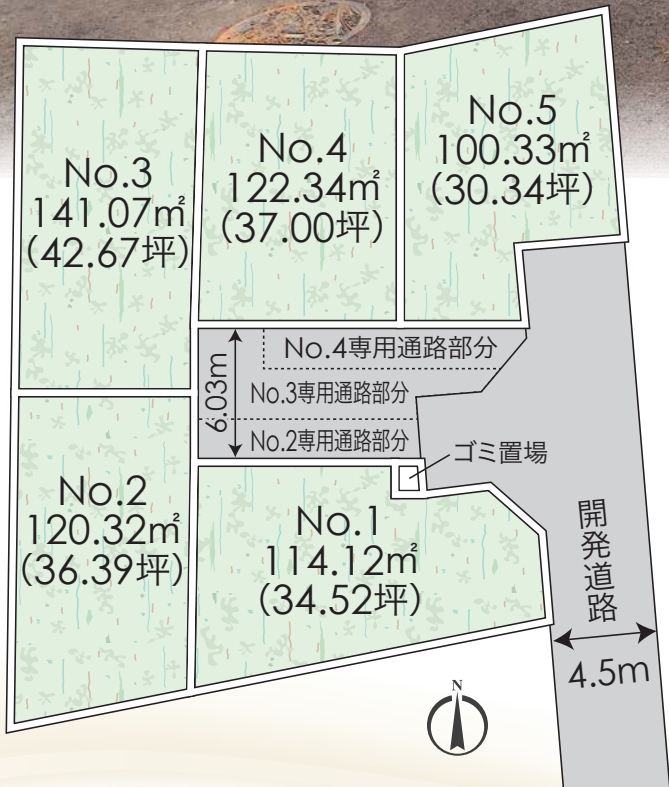 No.5
100.33㎡
(30.34坪)
No.4
122.34㎡
(37.00坪)
No.3
141.07㎡
(42.67坪)
No.4専用通路部分
6.03m
No.3専用通路部分
No.2専用通路部分
ゴミ置場
No.2
120.32㎡
(36.39坪)
No.1
114.12㎡
(34.52坪)
開発道路
4.5m
N